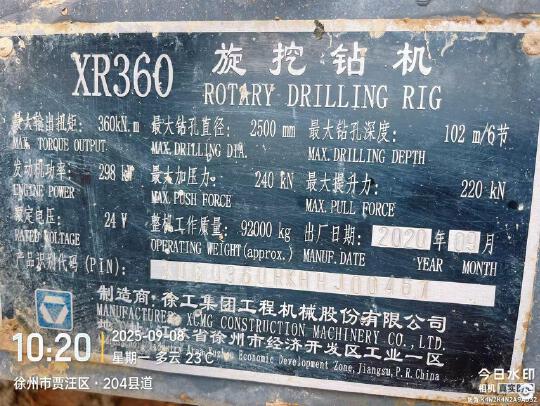 XR360 旋挖钻机
ROTARY DRILLING RIG
最大输出扭矩: 360kN.m 最大钻孔直径: 2500 mm 最大钻孔深度: 102 m/6节
MAX. TORQUE OUTPUT MAX. DRILLING DIA. MAX. DRILLING DEPTH
发动机功率: 298 kW 最大加压力: 240 kN 最大提升力: 220 kN
ENGINE POWER MAX. PUSH FORCE MAX. PULL FORCE
额定电压: 24 V 整机工作质量: 92000 kg 出厂日期: 2020 年 09 月
RATED VOLTAGE OPERATING WEIGHT(approx.) MANUF. DATE YEAR MONTH
产品识别代码 (PIN):
制造商: 徐工集团工程机械股份有限公司
MANUFACTURER: XCMG CONSTRUCTION MACHINERY CO., LTD.
省徐州市经济开发区工业一区
Xuzhou Economic Development Zone, Jiangsu, P.R. China
10:20
2025-09-08
星期一 多云 23℃
徐州市贾汪区·204县道
今日水印
相机 真实